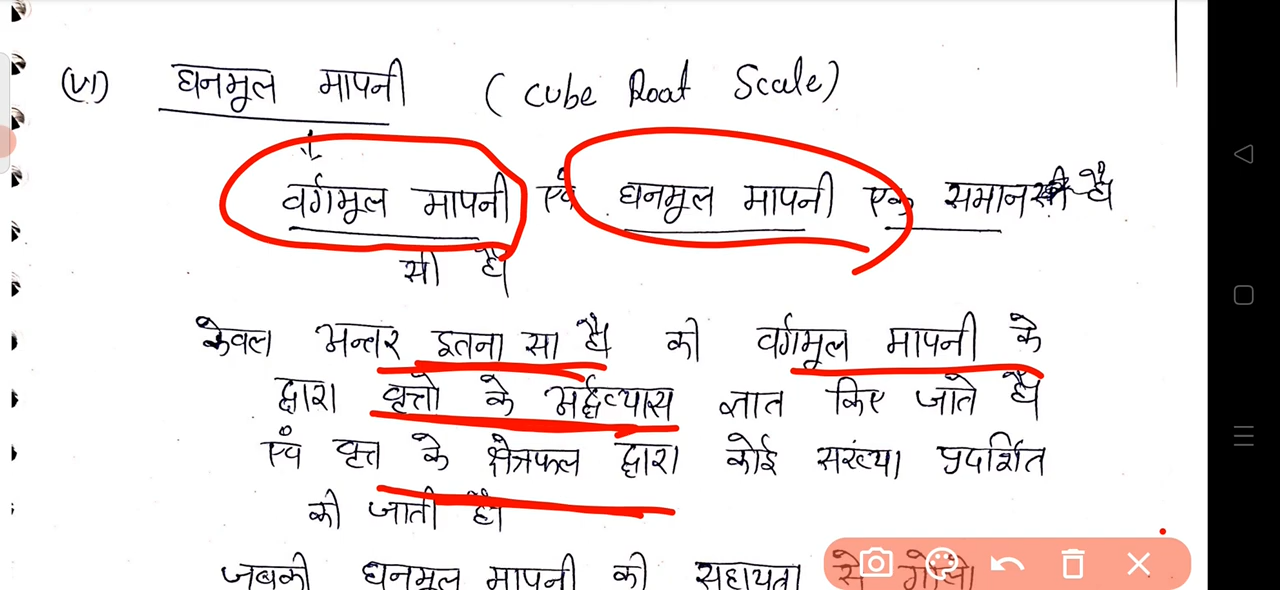 (VI) घनमूल मापनी (Cube Root Scale)
वर्गमूल मापनी एवं घनमूल मापनी एक समान है
सी है।
केवल अन्तर इतना सा है। की वर्गमूल मापनी के
द्वारा वृत्तो के अर्द्धव्यास ज्ञात किए जाते है।
एवं वृत्त के क्षेत्रफल द्वारा कोई संख्या प्रदर्शित
की जाती है।
जबकी घनमूल मापनी की सहायता से गोलो